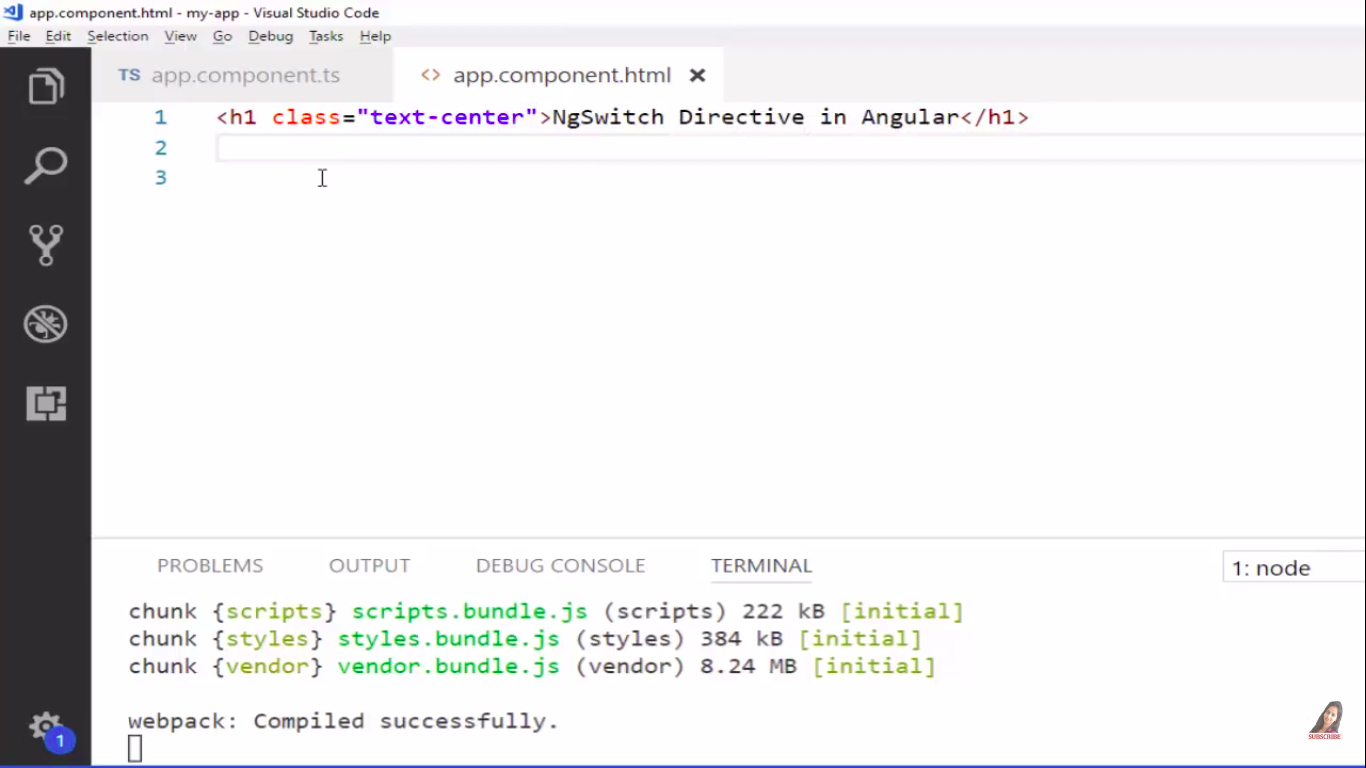 app.component.html - my-app - Visual Studio Code
File Edit Selection View Go Debug Tasks Help
TS app.component.ts <> app.component.html
1 <h1 class="text-center">NgSwitch Directive in Angular</h1>
2
3
PROBLEMS OUTPUT DEBUG CONSOLE TERMINAL 1: node
chunk {scripts} scripts.bundle.js (scripts) 222 kB [initial]
chunk {styles} styles.bundle.js (styles) 384 kB [initial]
chunk {vendor} vendor.bundle.js (vendor) 8.24 MB [initial]
webpack: Compiled successfully.
1
SUBSCRIBE